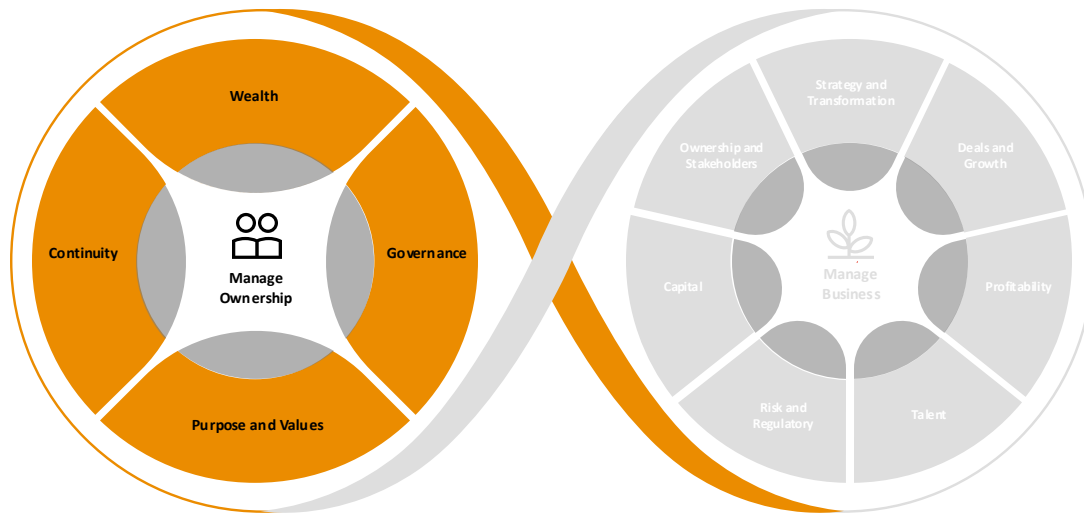 Wealth
Continuity
Governance
Manage
Ownership
Purpose and Values
Strategy and
Transformation
Ownership and
Stakeholders
Deals and
Growth
Capital
Manage
Business
Profitability
Risk and
Regulatory
Talent